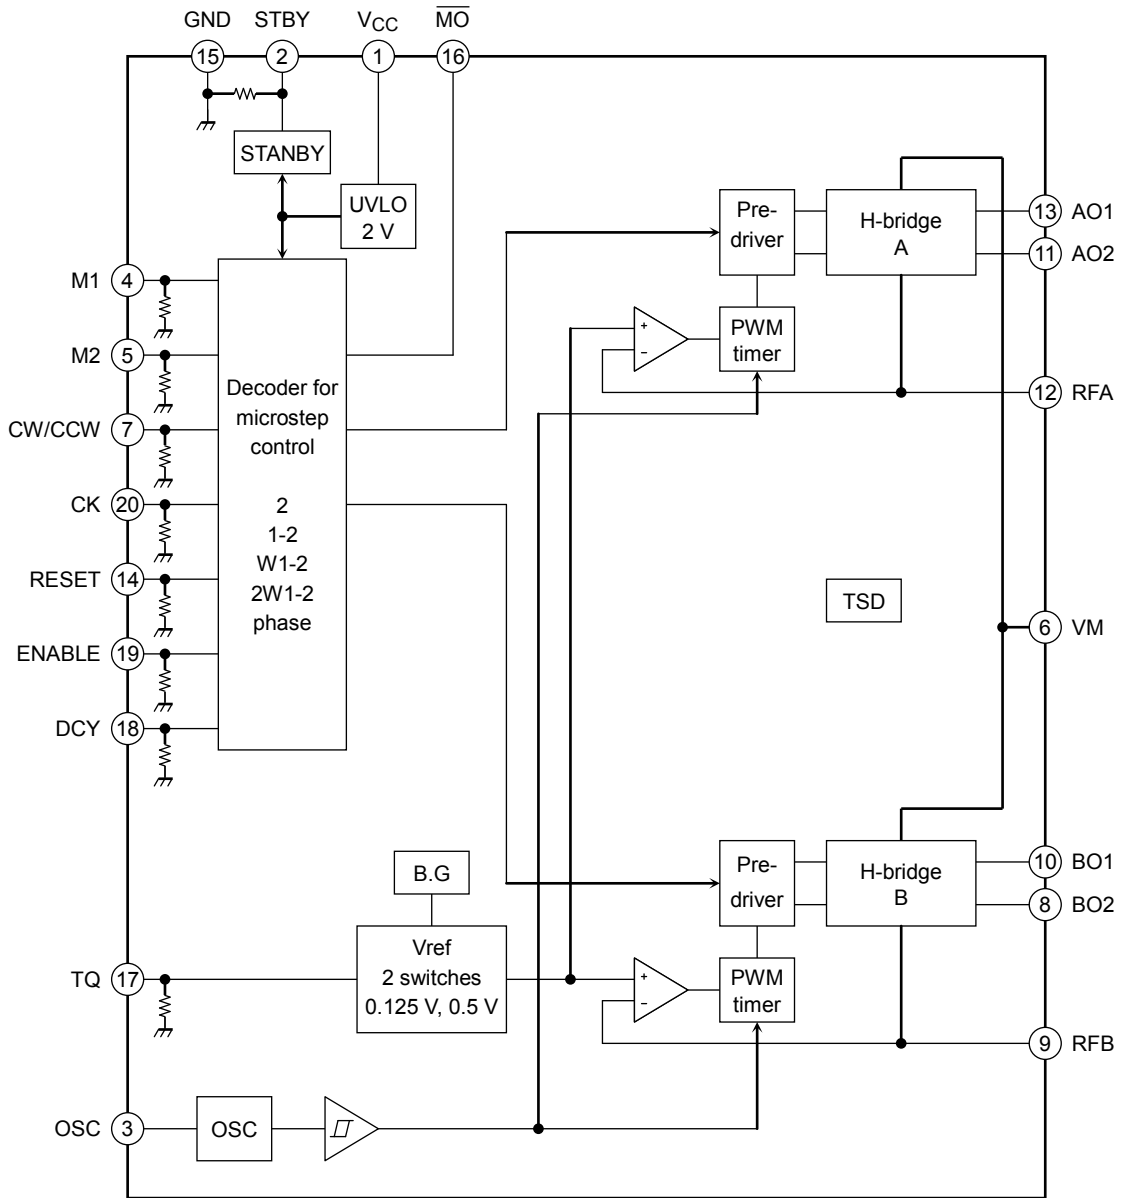 GND STBY VCC MO
15 2 1 16
STANBY
UVLO
2 V
Pre-
driver
H-bridge
A
13 AO1
11 AO2
M1 4
PWM
timer
+
−
M2 5
Decoder for
microstep
control
2
1-2
W1-2
2W1-2
phase
12 RFA
CW/CCW 7
CK 20
RESET 14
TSD
6 VM
ENABLE 19
DCY 18
B.G
Pre-
driver
H-bridge
B
10 BO1
8 BO2
TQ 17
Vref
2 switches
0.125 V, 0.5 V
+
−
PWM
timer
9 RFB
OSC 3
OSC